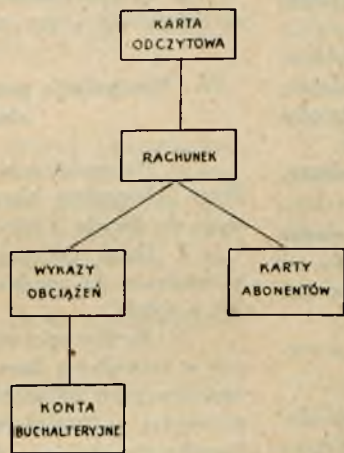 KARTA
ODCZYTOWA
RACHUNEK
WYKAZY
OBCIĄŻEŃ
KARTY
ABONENTÓW
KONTA
BUCHALTERYJNE